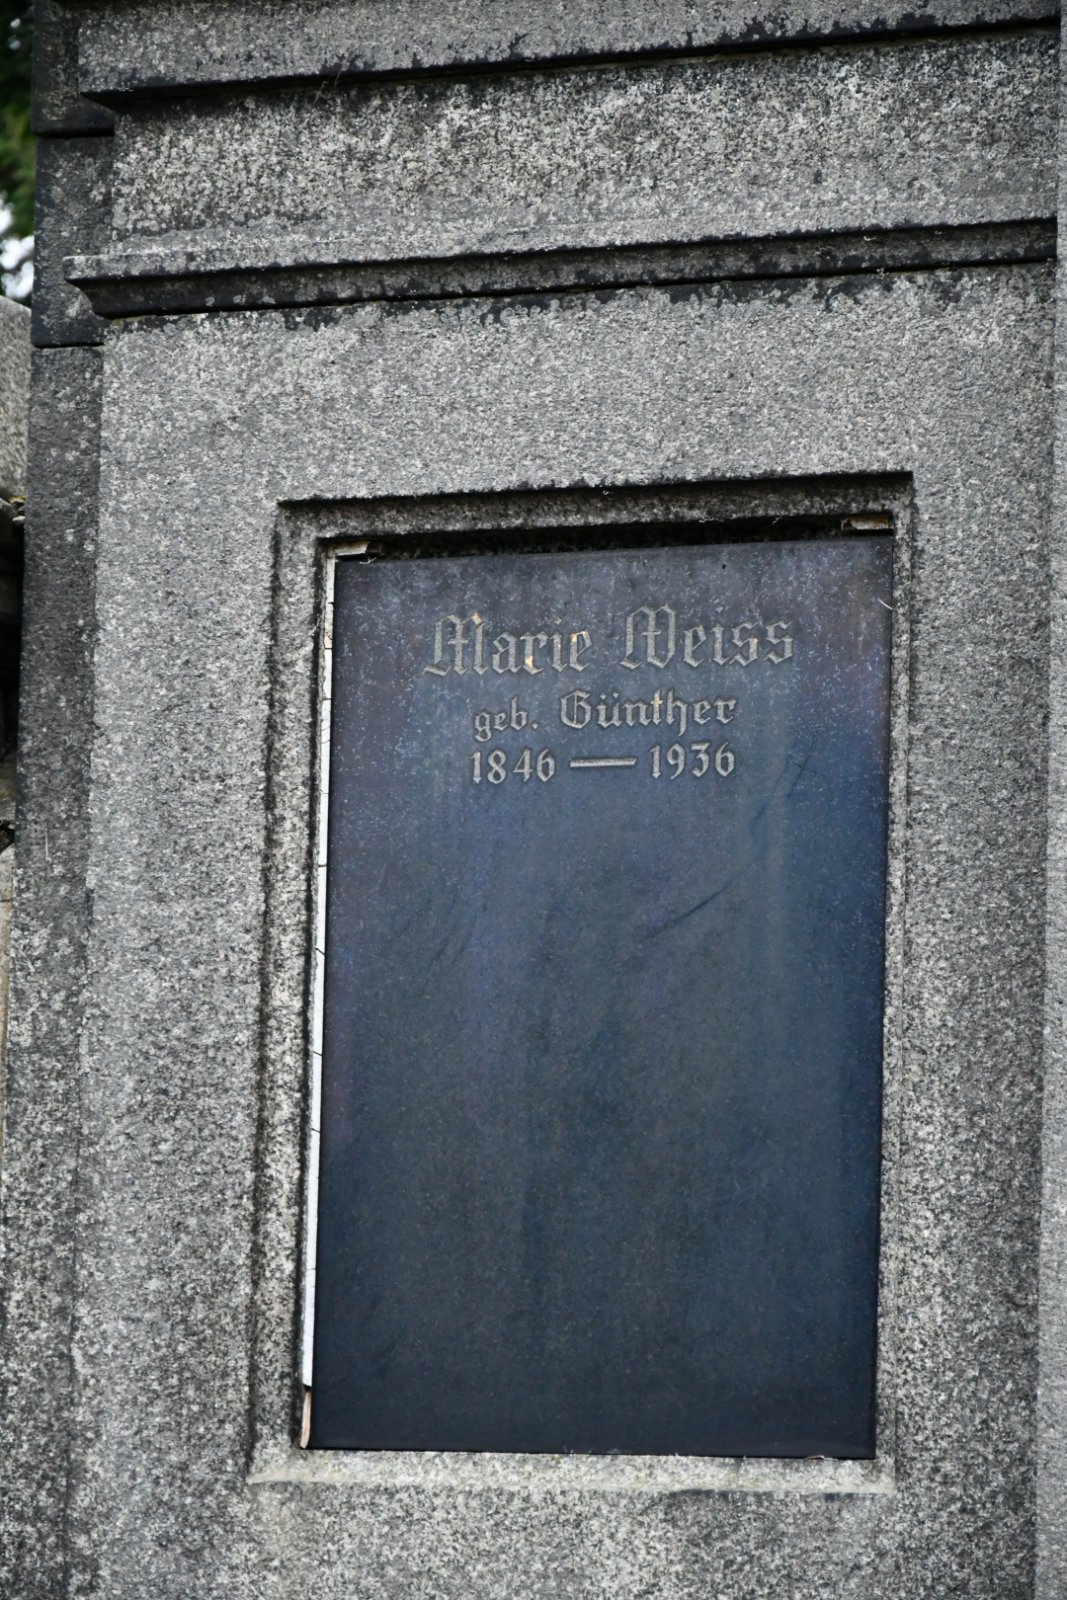 Marie Weiss
geb. Günther
1846 — 1936